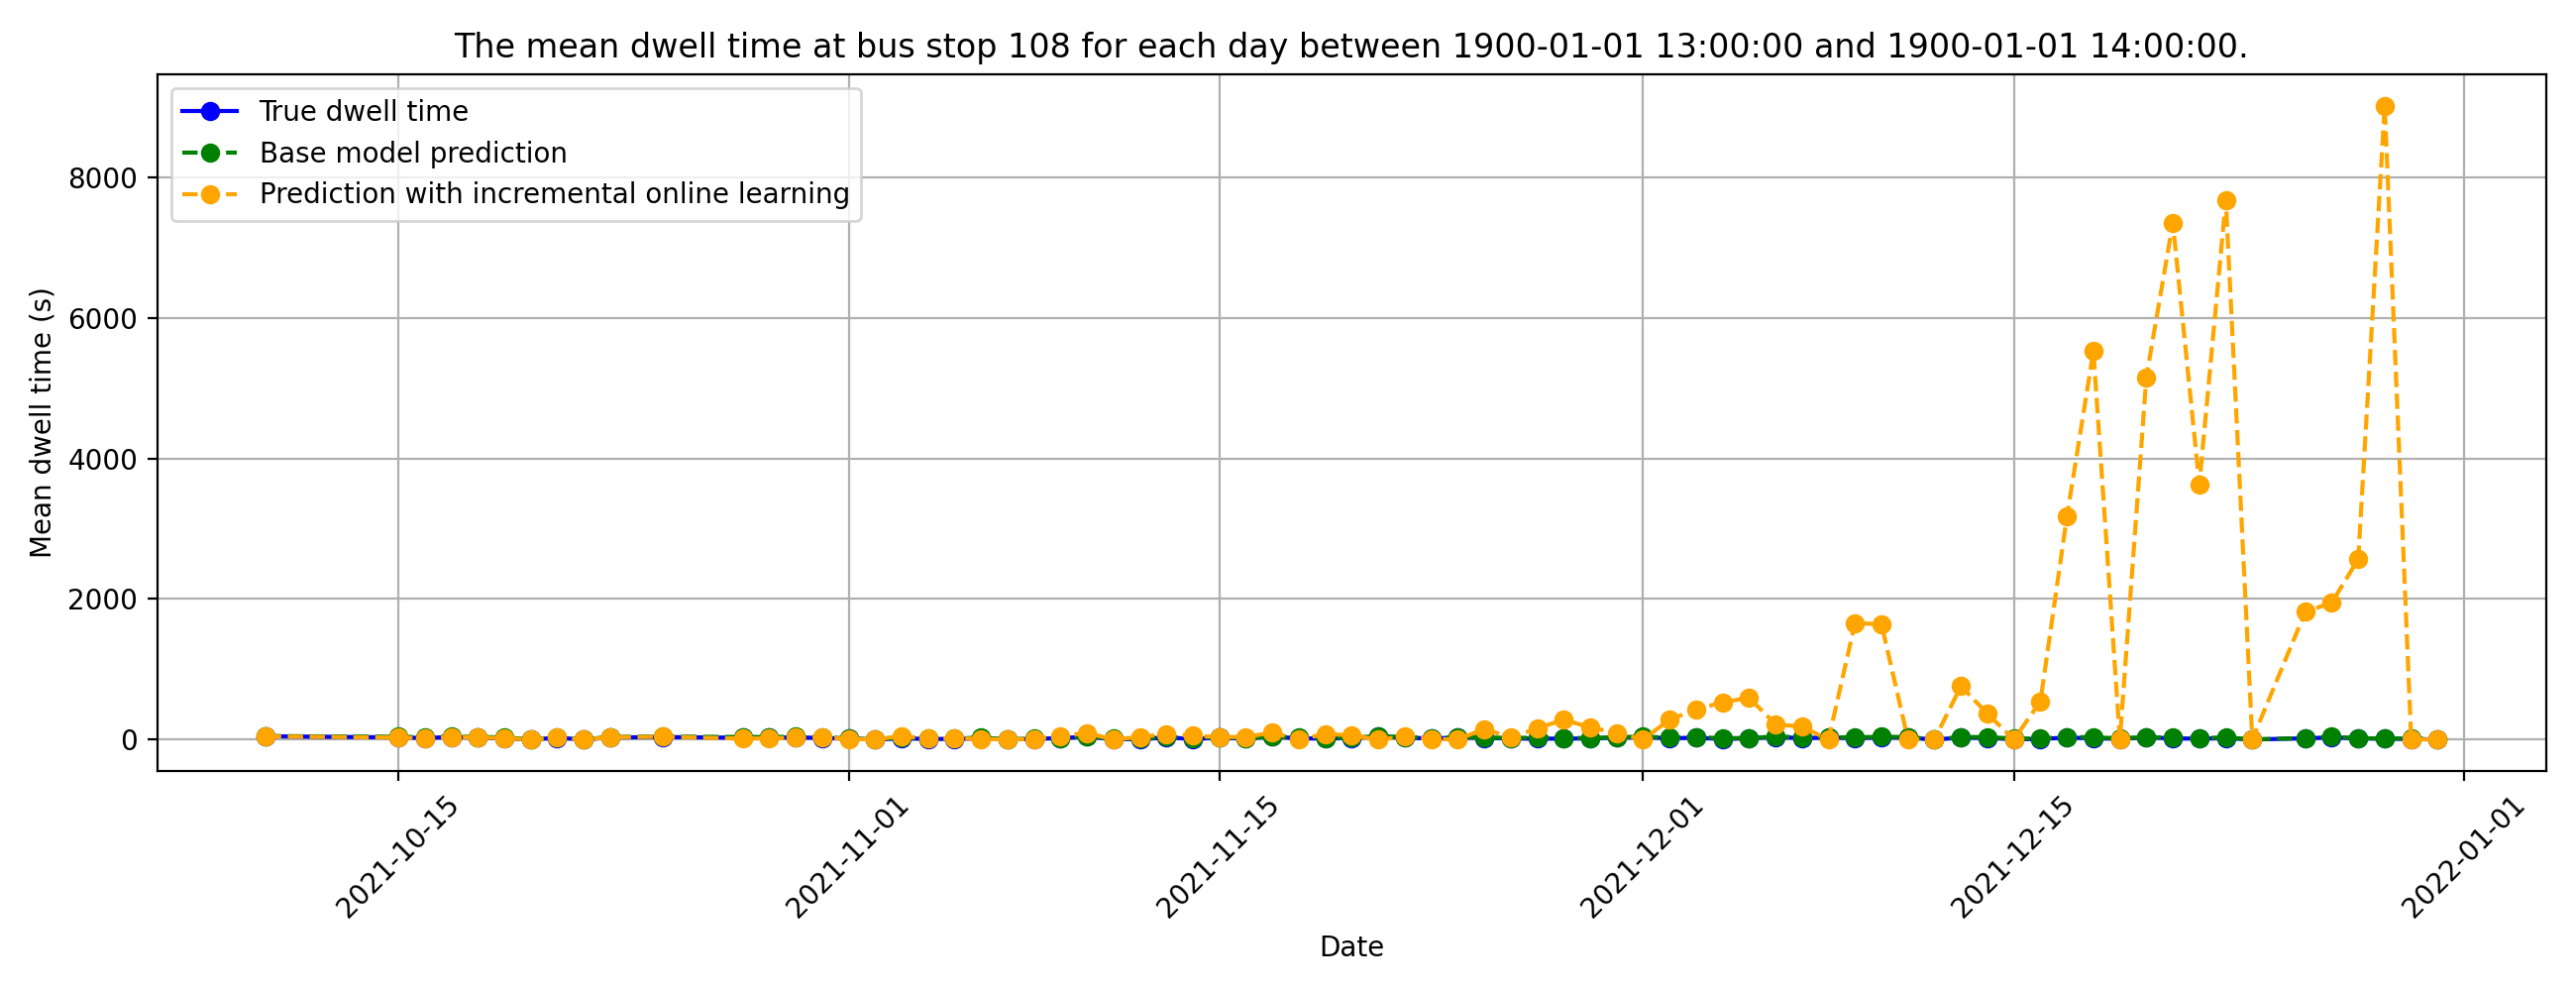 The mean dwell time at bus stop 108 for each day between 1900-01-01 13:00:00 and 1900-01-01 14:00:00.
True dwell time
Base model prediction
Prediction with incremental online learning
Mean dwell time (s)
8000
6000
4000
2000
0
2021-10-15
2021-11-01
2021-11-15
2021-12-01
2021-12-15
2022-01-01
Date